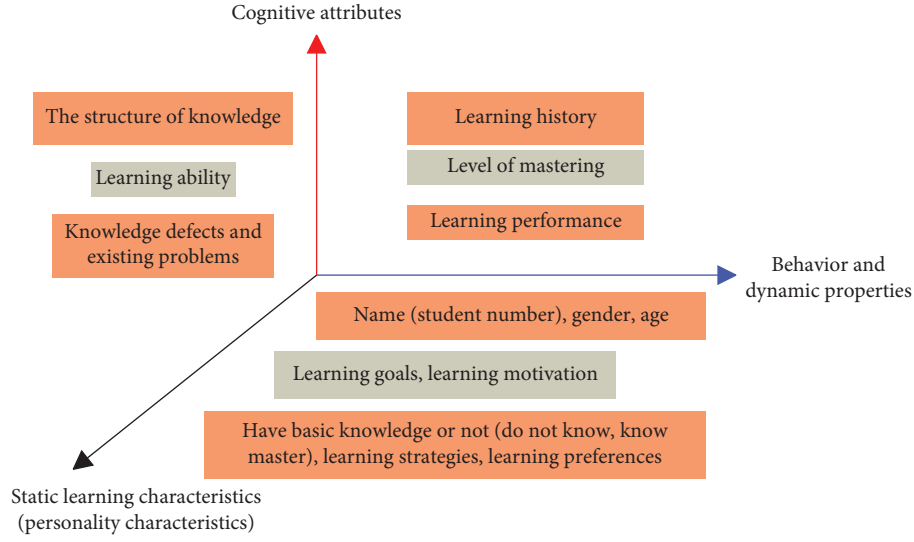 Cognitive attributes
The structure of knowledge
Learning ability
Knowledge defects and
existing problems
Learning history
Level of mastering
Learning performance
Behavior and
dynamic properties
Name (student number), gender, age
Learning goals, learning motivation
Have basic knowledge or not (do not know, know
master), learning strategies, learning preferences
Static learning characteristics
(personality characteristics)